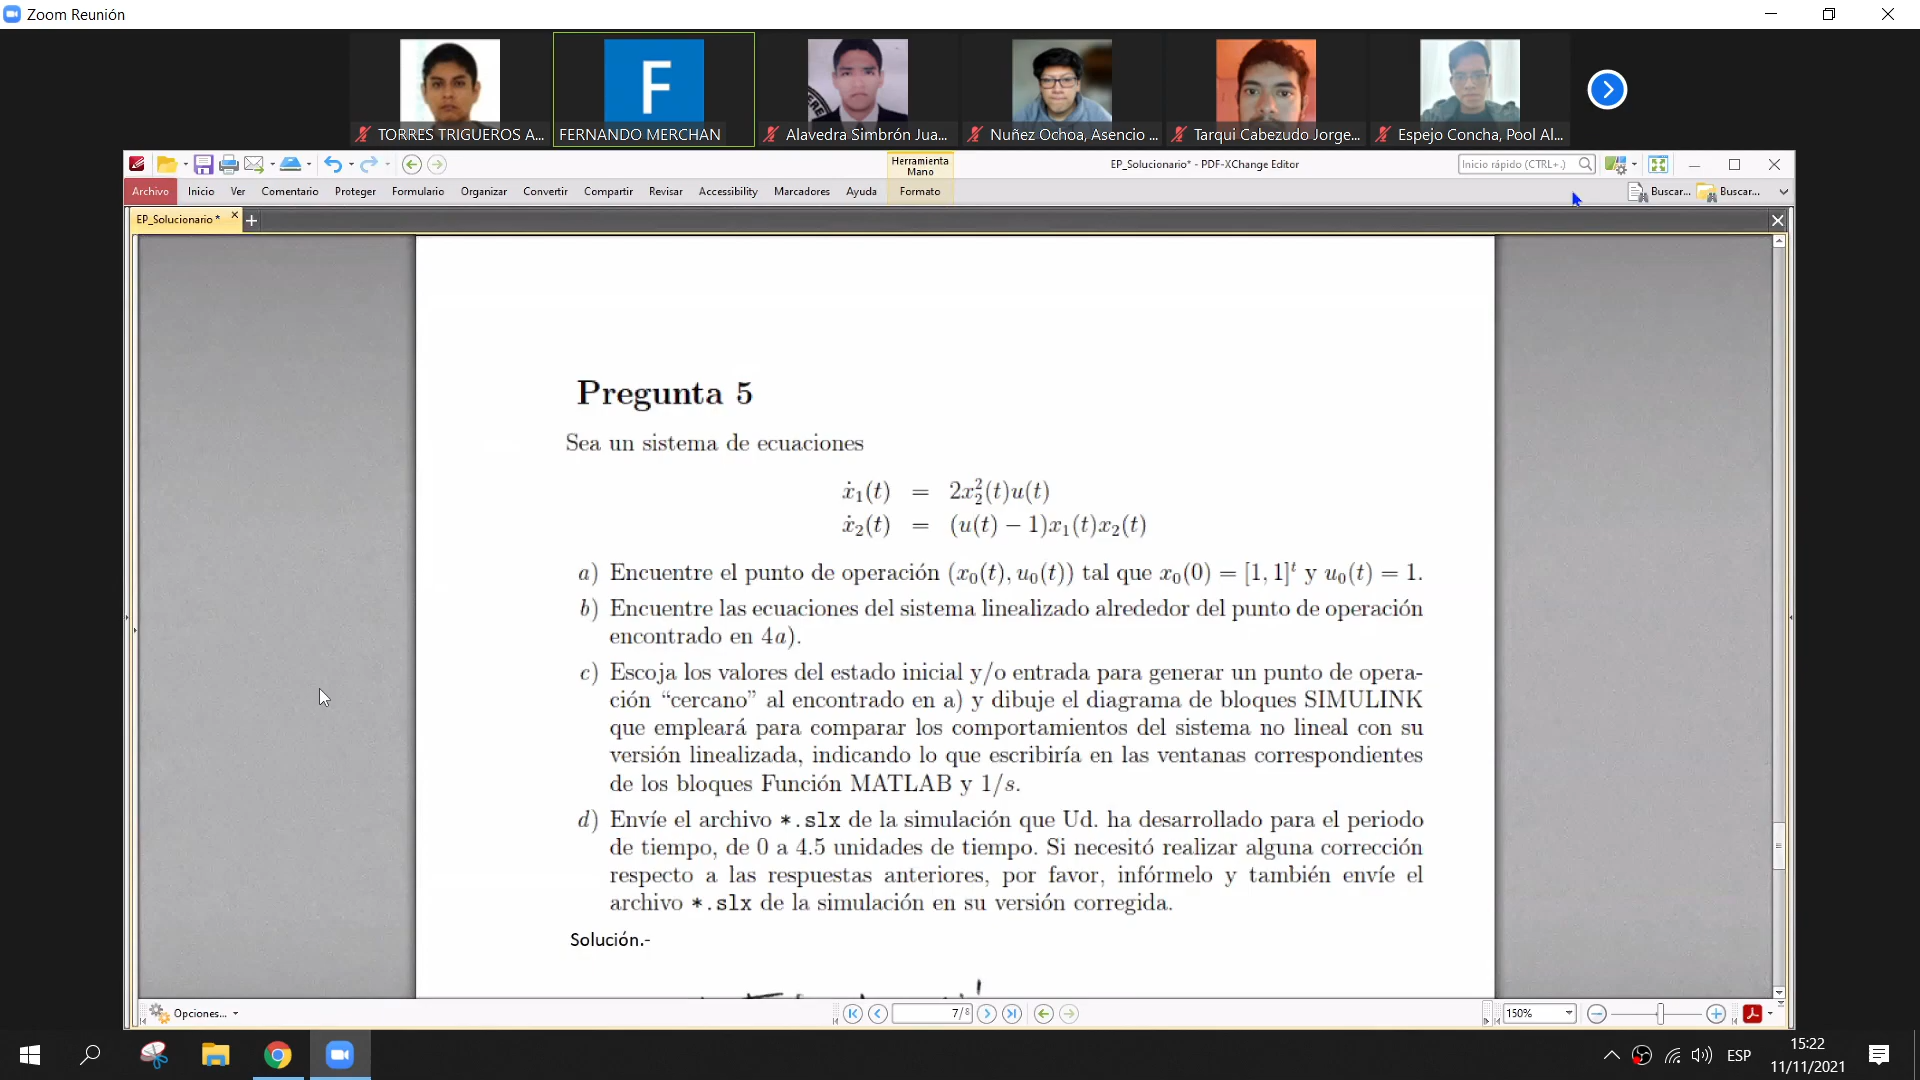 Zoom Reunión
F
TORRES TRIGUEROS A...
FERNANDO MERCHAN
Alavedra Simbrón Jua...
Nuñez Ochoa, Asencio ...
Tarqui Cabezudo Jorge...
Espejo Concha, Pool Al...
Herramienta
Mano
EP_Solucionario* - PDF-XChange Editor
Inicio rápido (CTRL+.)
Archivo Inicio Ver Comentario Proteger Formulario Organizar Convertir Compartir Revisar Accessibility Marcadores Ayuda Formato Buscar... Buscar...
EP_Solucionario *
Pregunta 5
Sea un sistema de ecuaciones
ẋ₁(t) = 2x₂²(t)u(t)
ẋ₂(t) = (u(t) − 1)x₁(t)x₂(t)
a) Encuentre el punto de operación (x₀(t), u₀(t)) tal que x₀(0) = [1, 1]ᵗ y u₀(t) = 1.
b) Encuentre las ecuaciones del sistema linealizado alrededor del punto de operación
encontrado en 4a).
c) Escoja los valores del estado inicial y/o entrada para generar un punto de opera-
ción “cercano” al encontrado en a) y dibuje el diagrama de bloques SIMULINK
que empleará para comparar los comportamientos del sistema no lineal con su
versión linealizada, indicando lo que escribiría en las ventanas correspondientes
de los bloques Función MATLAB y 1/s.
d) Envíe el archivo *.slx de la simulación que Ud. ha desarrollado para el periodo
de tiempo, de 0 a 4.5 unidades de tiempo. Si necesitó realizar alguna corrección
respecto a las respuestas anteriores, por favor, infórmelo y también envíe el
archivo *.slx de la simulación en su versión corregida.
Solución.-
Opciones...
7/8
150%
ESP
15:22
11/11/2021